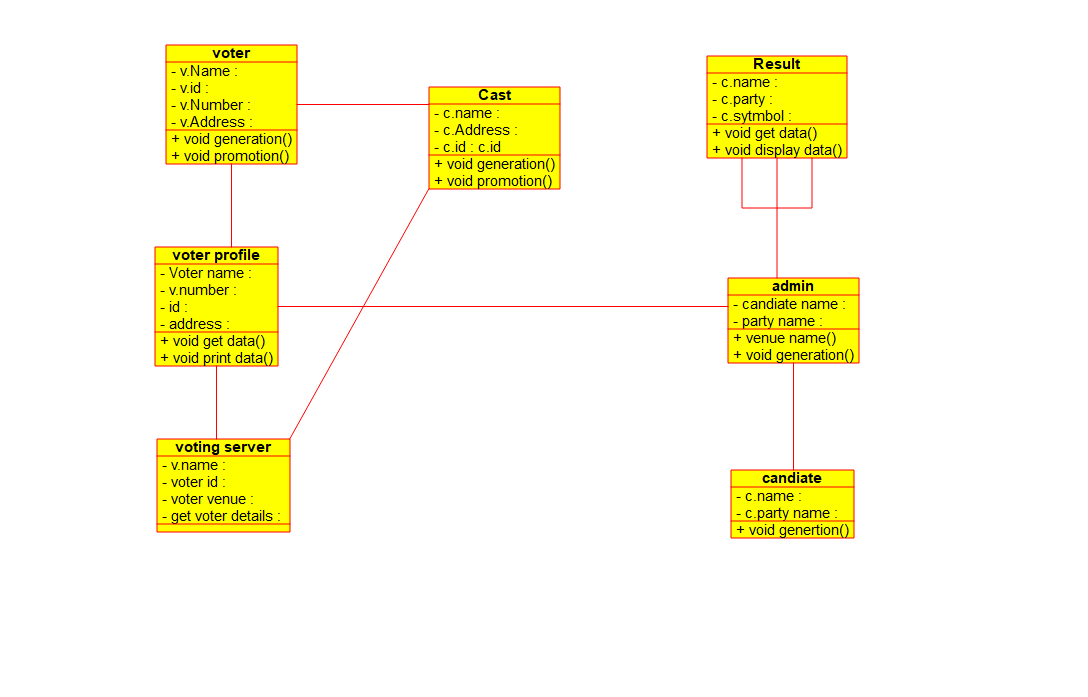 voter
- v.Name :
- v.id :
- v.Number :
- v.Address :
+ void generation()
+ void promotion()
Cast
- c.name :
- c.Address :
- c.id : c.id
+ void generation()
+ void promotion()
Result
- c.name :
- c.party :
- c.sytmbol :
+ void get data()
+ void display data()
voter profile
- Voter name :
- v.number :
- id :
- address :
+ void get data()
+ void print data()
admin
- candiate name :
- party name :
+ venue name()
+ void generation()
voting server
- v.name :
- voter id :
- voter venue :
- get voter details :
candiate
- c.name :
- c.party name :
+ void genertion()